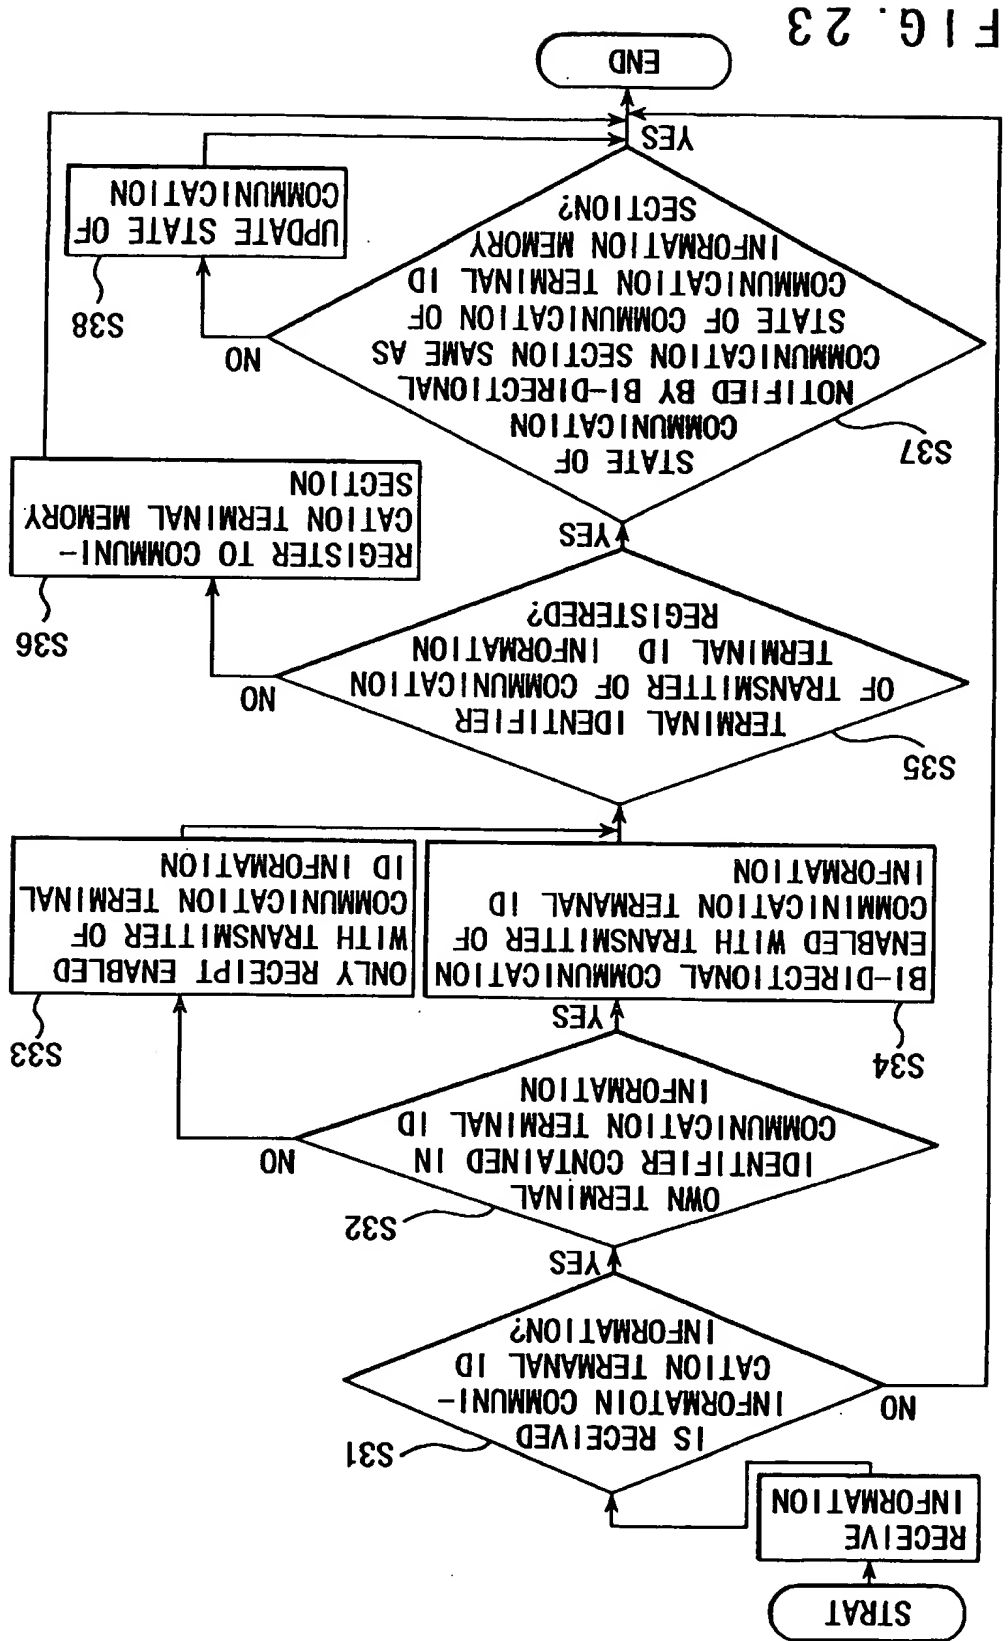 STRAT
RECEIVE
INFORMATION
S31
IS RECEIVED
INFORMATOIN COMMUNI-
CATION TERMANAL ID
INFORMATION?
NO
YES
S32
OWN TERMINAL
IDENTIFIER CONTAINED IN
COMMUNICATION TERMINAL ID
INFORMATION
NO
YES
S34
BI-DIRECTIONAL COMMUNICATION
ENABLED WITH TRANSMITTER OF
COMMINICATION TERMANAL ID
INFORMATION
S33
ONLY RECEIPT ENABLED
WITH TRANSMITTER OF
COMMUNICATION TERMINAL
ID INFORMATION
S35
TERMINAL IDENTIFIER
OF TRANSMITTER OF COMMUNICATION
TERMINAL ID INFORMATION
REGISTERED?
NO
YES
S36
REGISTER TO COMMUNI-
CATION TERMINAL MEMORY
SECTION
S37
STATE OF
COMMUNICATION
NOTIFIED BY BI-DIRECTIONAL
COMMUNICATION SECTION SAME AS
STATE OF COMMUNICATION OF
COMMUNICATION TERMINAL ID
INFORMATION MEMORY
SECTION?
NO
YES
S38
UPDATE STATE OF
COMMUNICATION
END
FIG. 23